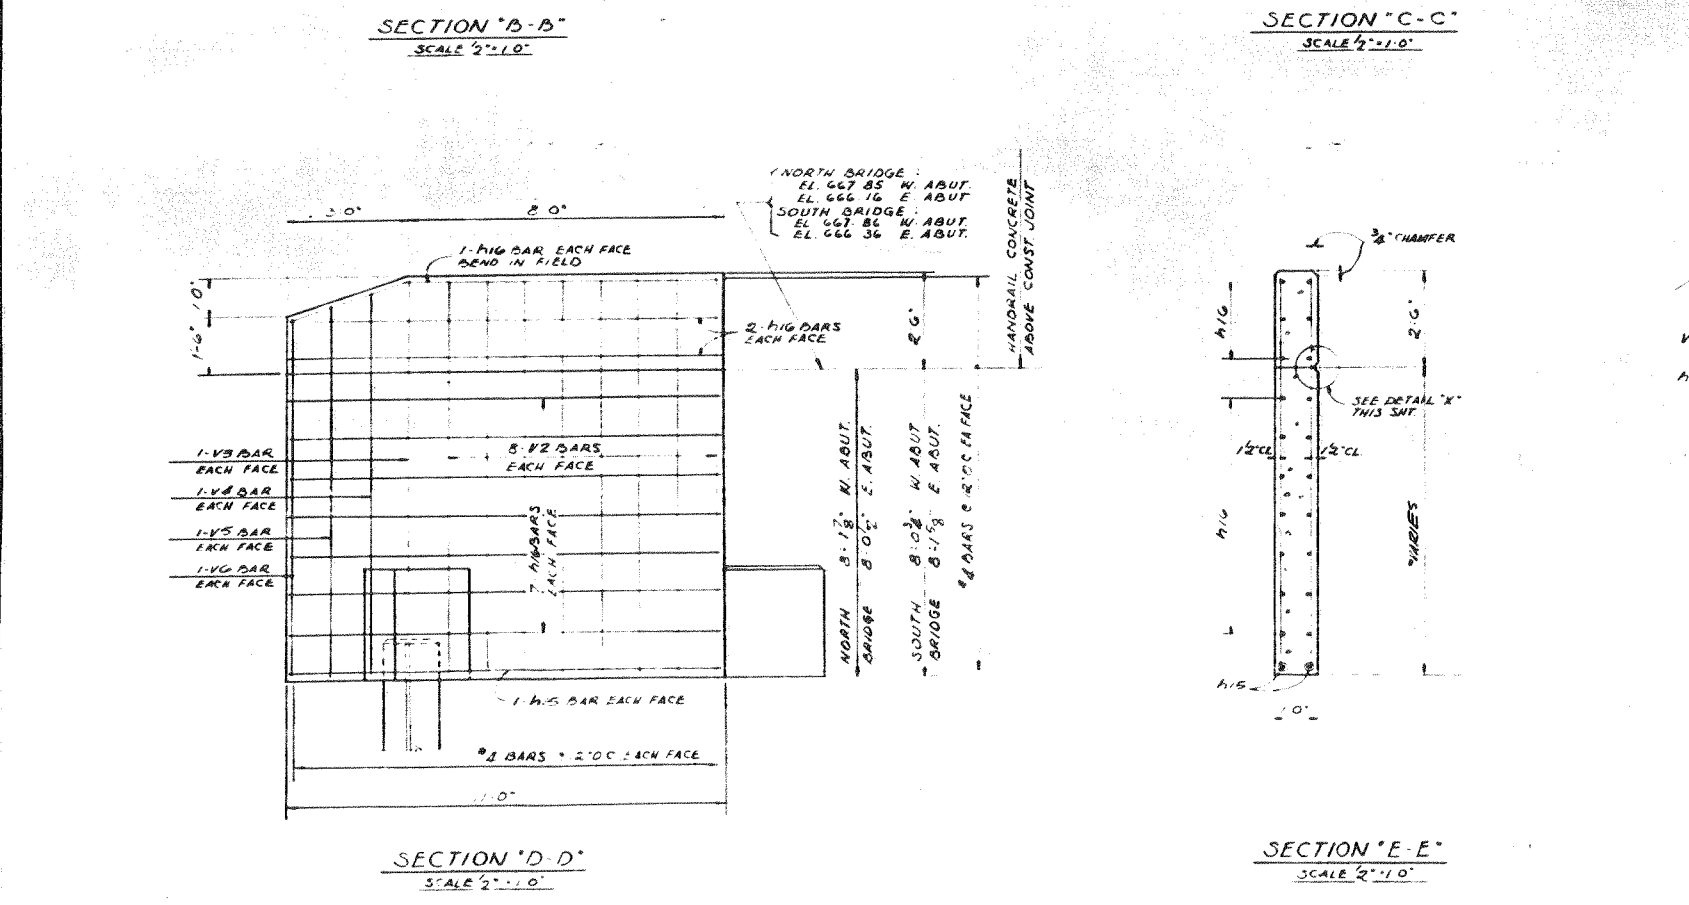 SECTION "B-B"
SCALE 1/2"=1'0"
SECTION "C-C"
SCALE 1/2"=1'-0"
NORTH BRIDGE :
EL. 667 85 W. ABUT.
EL. 666 16 E ABUT
SOUTH BRIDGE :
EL 667. 86 W. ABUT
EL. 666 36 E. ABUT.
3'0"
8'0"
HANDRAIL CONCRETE
ABOVE CONST. JOINT
1-h16 BAR EACH FACE
BEND IN FIELD
3/4" CHAMFER
1'0"
1'-6"
2-h16 BARS
EACH FACE
2'6"
h16
2'-6"
SEE DETAIL "X"
THIS SHT.
1-V3 BAR
EACH FACE
8-V2 BARS
EACH FACE
1-V4 BAR
EACH FACE
1-V5 BAR
EACH FACE
1-V6 BAR
EACH FACE
7-h16 BARS
EACH FACE
NORTH 8'-1 7/8" W. ABUT.
BRIDGE 8'-0 1/2" E. ABUT.
SOUTH 8'-0 3/4" W. ABUT
BRIDGE 8'-1 5/8" E. ABUT.
#4 BARS @ 12" O.C. EA FACE
1 1/2" CL
1 1/2" CL
h16
VARIES
h15
1'0"
1-h15 BAR EACH FACE
#4 BARS 12" O C EACH FACE
11'-0"
SECTION "D-D"
SCALE 1/2"=1'0"
SECTION "E-E"
SCALE 1/2"=1'0"